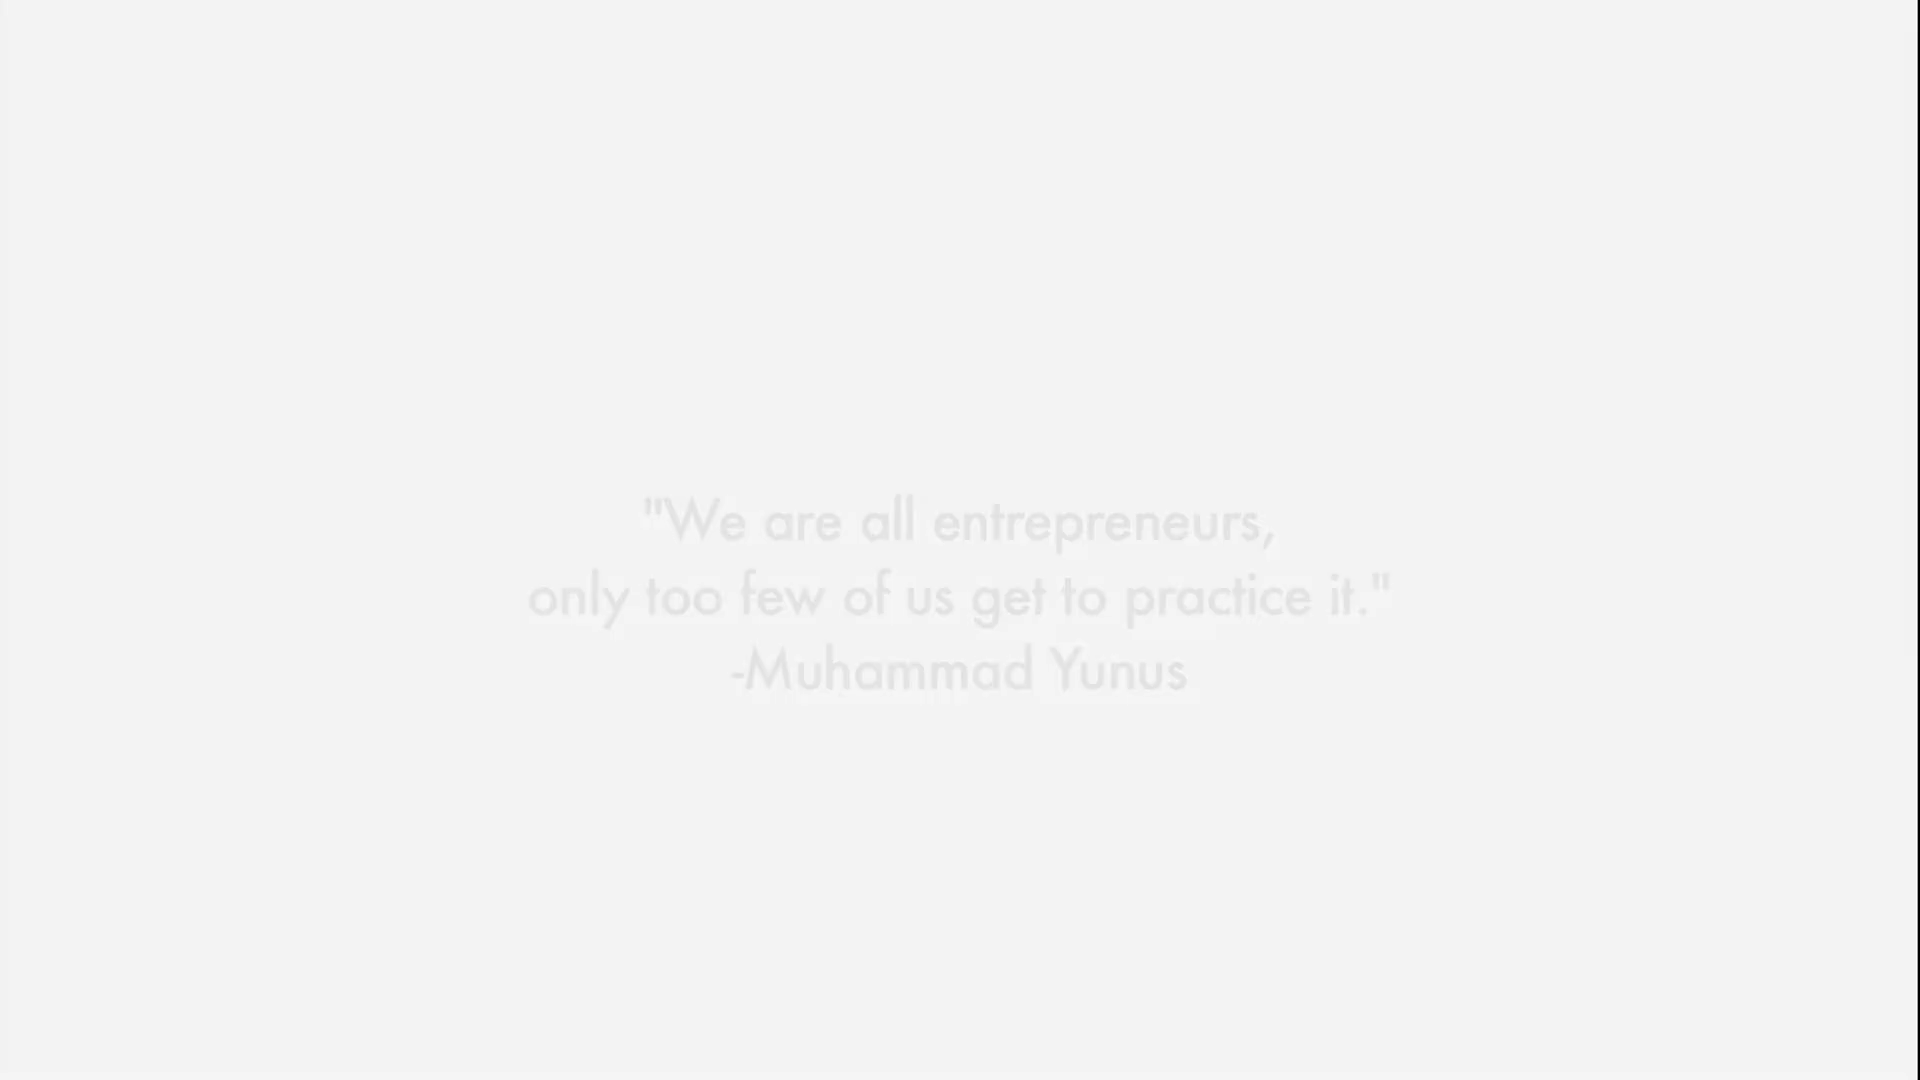 "We are all entrepreneurs,
only too few of us get to practice it."
-Muhammad Yunus